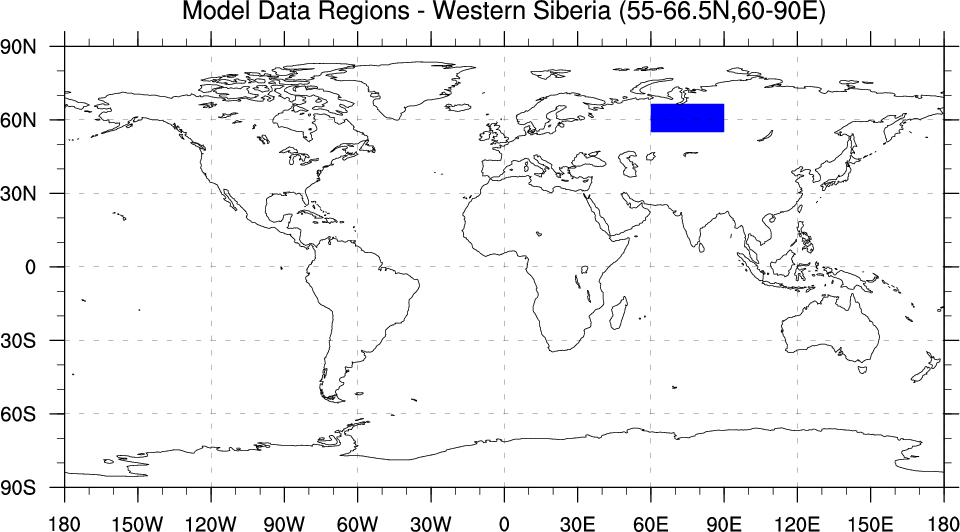 Model Data Regions - Western Siberia (55-66.5N,60-90E)
90N
60N
30N
0
30S
60S
90S
180 150W 120W 90W 60W 30W 0 30E 60E 90E 120E 150E 180